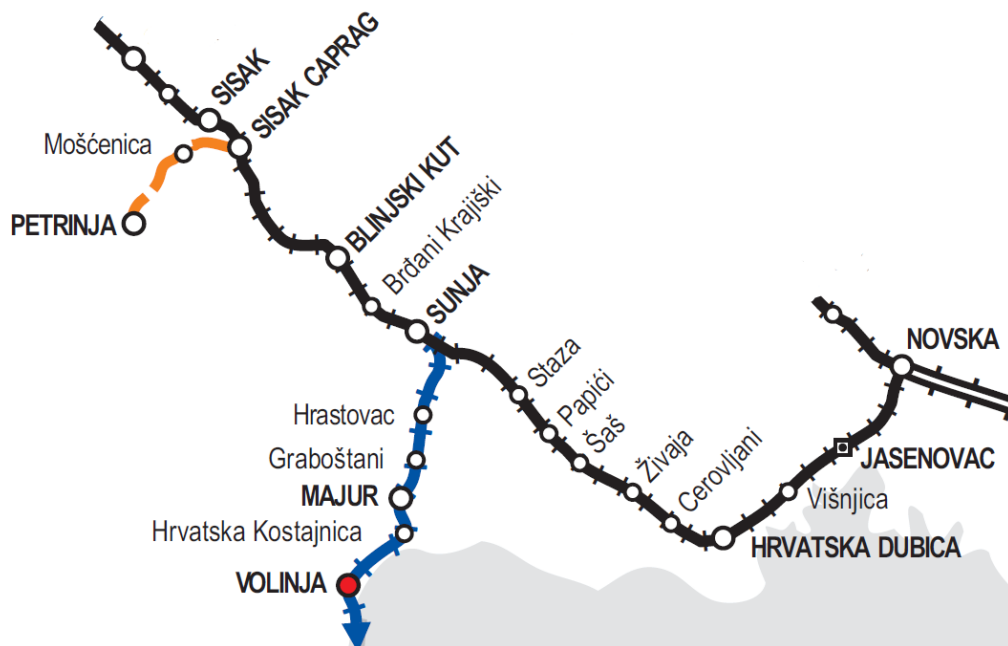 SISAK
SISAK CAPRAG
Mošćenica
PETRINJA
BLINJSKI KUT
Brđani Krajiški
SUNJA
NOVSKA
Staza
Papići
Hrastovac
Šaš
Graboštani
Živaja
JASENOVAC
MAJUR
Cerovljani
Višnjica
Hrvatska Kostajnica
HRVATSKA DUBICA
VOLINJA